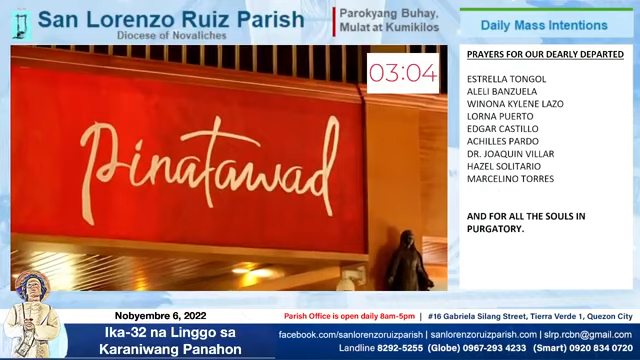 San Lorenzo Ruiz Parish
Diocese of Novaliches
Parokyang Buhay,
Mulat at Kumikilos
Daily Mass Intentions
03:04
Pinatawad
PRAYERS FOR OUR DEARLY DEPARTED
ESTRELLA TONGOL
ALELI BANZUELA
WINONA KYLENE LAZO
LORNA PUERTO
EDGAR CASTILLO
ACHILLES PARDO
DR. JOAQUIN VILLAR
HAZEL SOLITARIO
MARCELINO TORRES
AND FOR ALL THE SOULS IN
PURGATORY.
Nobyembre 6, 2022
Ika-32 na Linggo sa
Karaniwang Panahon
Parish Office is open daily 8am-5pm | #16 Gabriela Silang Street, Tierra Verde 1, Quezon City
facebook.com/sanlorenzoruizparish | sanlorenzoruizparish.com | slrp.rcbn@gmail.com
Landline 8292-5255 (Globe) 0967-293 4233 (Smart) 0920 834 0720